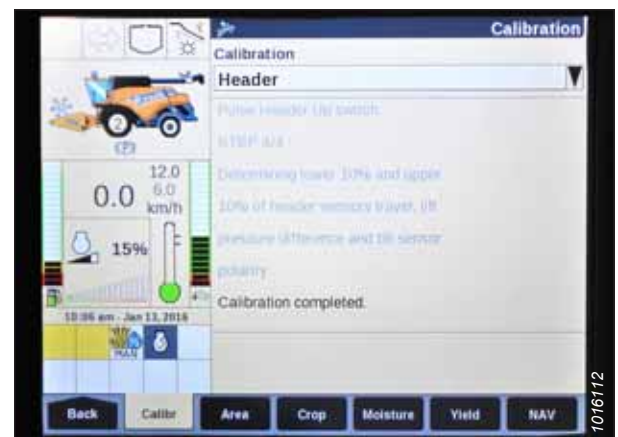 Calibration
Calibration
Header
Pulse Header Up switch.
STEP 3/3
Determining lower 10% and upper
10% of header sensors travel, lift
pressure difference and tilt sensor
polarity
Calibration completed.
2
(P)
12.0
6.0
0.0
km/h
15%
10:06 am - Jan 13, 2016
MAX
Back
Calibr
Area
Crop
Moisture
Yield
NAV
1016112